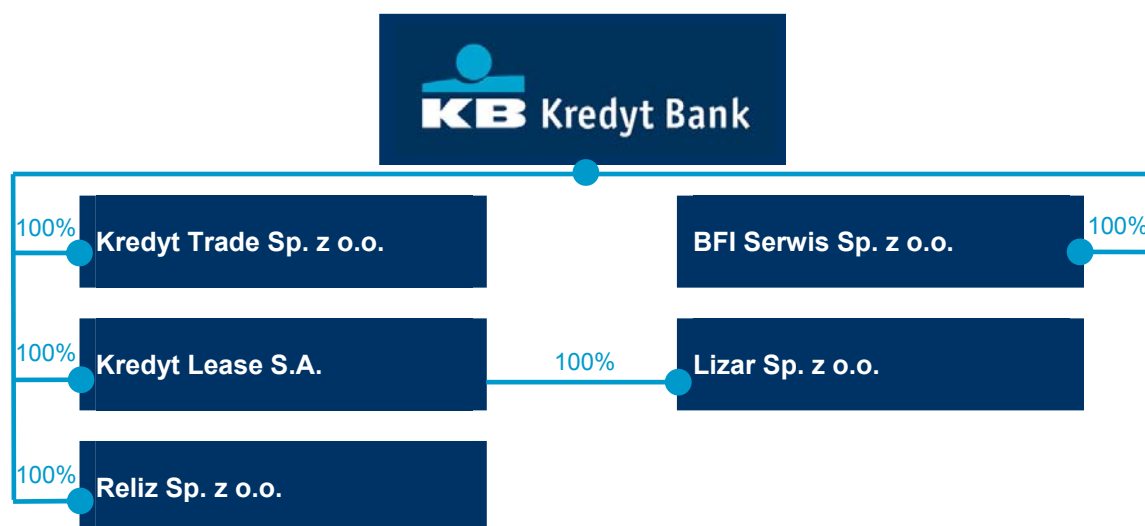 KB Kredyt Bank
100%
Kredyt Trade Sp. z o.o.
BFI Serwis Sp. z o.o.
100%
100%
Kredyt Lease S.A.
100%
Lizar Sp. z o.o.
100%
Reliz Sp. z o.o.